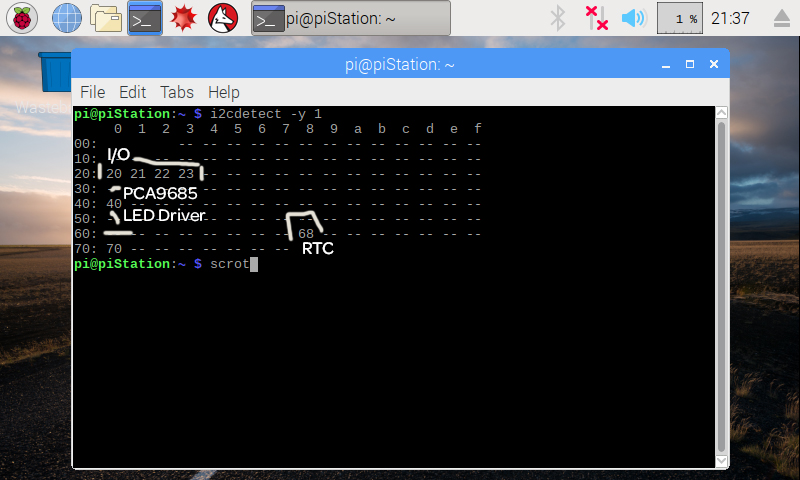 1 %
21:37
pi@piStation: ~
Waste
pi@piStation: ~
File Edit Tabs Help
pi@piStation:~ $ i2cdetect -y 1
     0  1  2  3  4  5  6  7  8  9  a  b  c  d  e  f
00:          -- -- -- -- -- -- -- -- -- -- -- -- --
I/O
10: -- -- -- -- -- -- -- -- -- -- -- -- -- -- -- --
20: 20 21 22 23 -- -- -- -- -- -- -- -- -- -- -- --
30: -- -- -- -- -- -- -- -- -- -- -- -- -- -- -- --
PCA9685
40: 40 -- -- -- -- -- -- -- -- -- -- -- -- -- -- --
LED Driver
50: -- -- -- -- -- -- -- -- -- -- -- -- -- -- -- --
60: -- -- -- -- -- -- -- -- 68 -- -- -- -- -- -- --
70: 70 -- -- -- -- -- -- --
RTC
pi@piStation:~ $ scrot